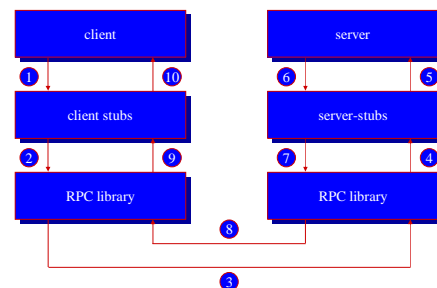 client
server
1
10
6
5
client stubs
server-stubs
2
9
7
4
RPC library
RPC library
8
3